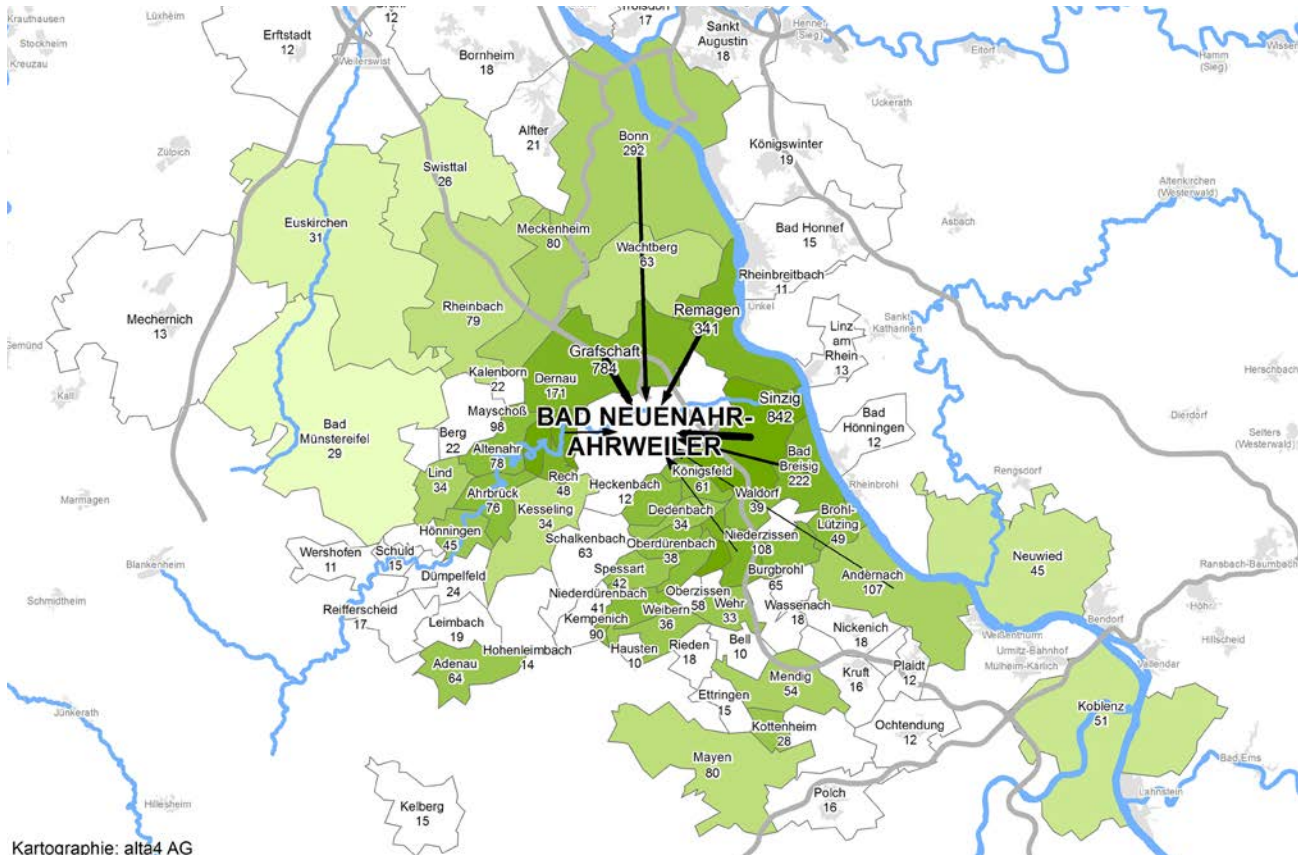 Krauthausen
Lüxheim
12
Troisdorf
17
Sankt
Augustin
18
Hennef
(Sieg)
Stockheim
Kreuzau
Erftstadt
12
Weilerswist
Bornheim
18
Eitorf
Hamm
(Sieg)
Uckerath
Alfter
21
Bonn
292
Königswinter
19
Zülpich
Swisttal
26
Altenkirchen
(Westerwald)
Euskirchen
31
Meckenheim
80
Wachtberg
63
Bad Honnef
15
Asbach
Rheinbreitbach
11
Unkel
Rheinbach
79
Mechernich
13
Remagen
341
Sankt
Kathannen
Linz
am
Rhein
13
Gemünd
Grafschaft
784
Kalenborn
22
Dernau
171
Horschbach
Kall
Mayschoß
98
Sinzig
842
BAD NEUENAHR-
AHRWEILER
Bad
Hönningen
12
Dierdorf
Bad
Münstereifel
29
Berg
22
Altenahr
78
Selters
(Westerwald)
Bad
Breisig
222
Königsfeld
61
Lind
34
Rech
48
Heckenbach
12
Waldorf
39
Rheinbrohl
Rengsdorf
Marmagen
Ahrbrück
76
Kesseling
34
Dedenbach
34
Brohl-
Lützing
49
Hönningen
45
Schalkenbach
63
Oberdürenbach
38
Niederzissen
108
Wershofen
11
Schuld
15
Neuwied
45
Blankenheim
Ransbach-Baumbach
Dümpelfeld
24
Spessart
42
Burgbrohl
65
Andernach
107
Schmidtheim
Reifferscheid
17
Niederdürenbach
41
Oberzissen
58
Wehr
33
Wassenach
18
Höhr
Leimbach
19
Kempenich
90
Weibern
36
Nickenich
18
Bendorf
Weißenthurm
Hillscheid
Hohenleimbach
14
Hausten
10
Rieden
18
Bell
10
Urmitz-Bahnhof
Mülheim-Kärlich
Vallendar
Adenau
64
Mendig
54
Kruft
16
Plaidt
12
Ettringen
15
Koblenz
51
Jünkerath
Kottenheim
28
Ochtendung
12
Mayen
80
Bad Ems
Polch
16
Lahnstein
Hillesheim
Kelberg
15
Kartographie: alta4 AG